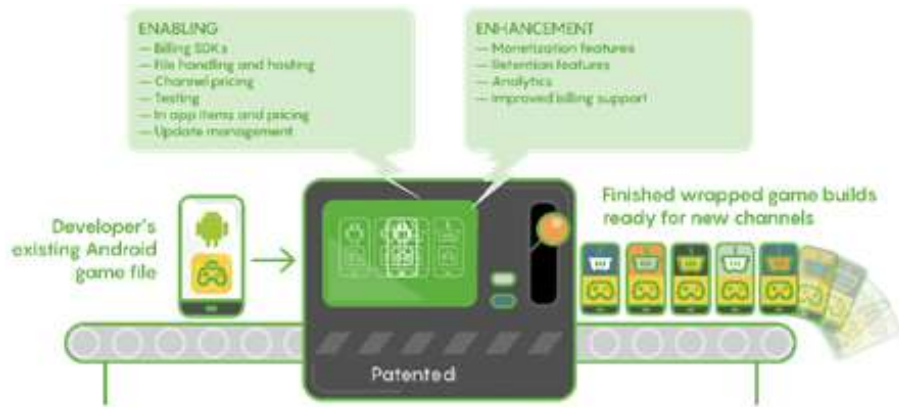 ENABLING
— Billing SDKs
— File handling and hosting
— Channel pricing
— Testing
— In app items and pricing
— Update management
ENHANCEMENT
— Monetization features
— Retention features
— Analytics
— Improved billing support
Developer's
existing Android
game file
Finished wrapped game builds
ready for new channels
Patented